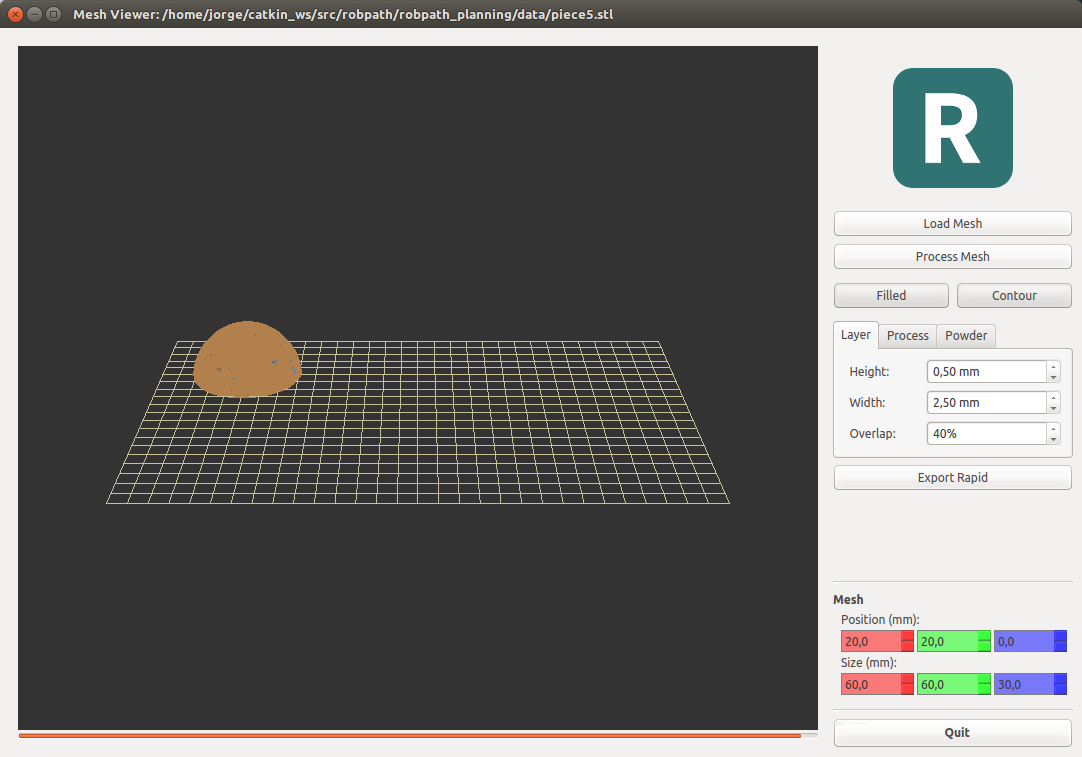 Mesh Viewer: /home/jorge/catkin_ws/src/robpath/robpath_planning/data/piece5.stl
R
Load Mesh
Process Mesh
Filled Contour
Layer Process Powder
Height: 0,50 mm
Width: 2,50 mm
Overlap: 40%
Export Rapid
Mesh
Position (mm):
20,0 20,0 0,0
Size (mm):
60,0 60,0 30,0
Quit